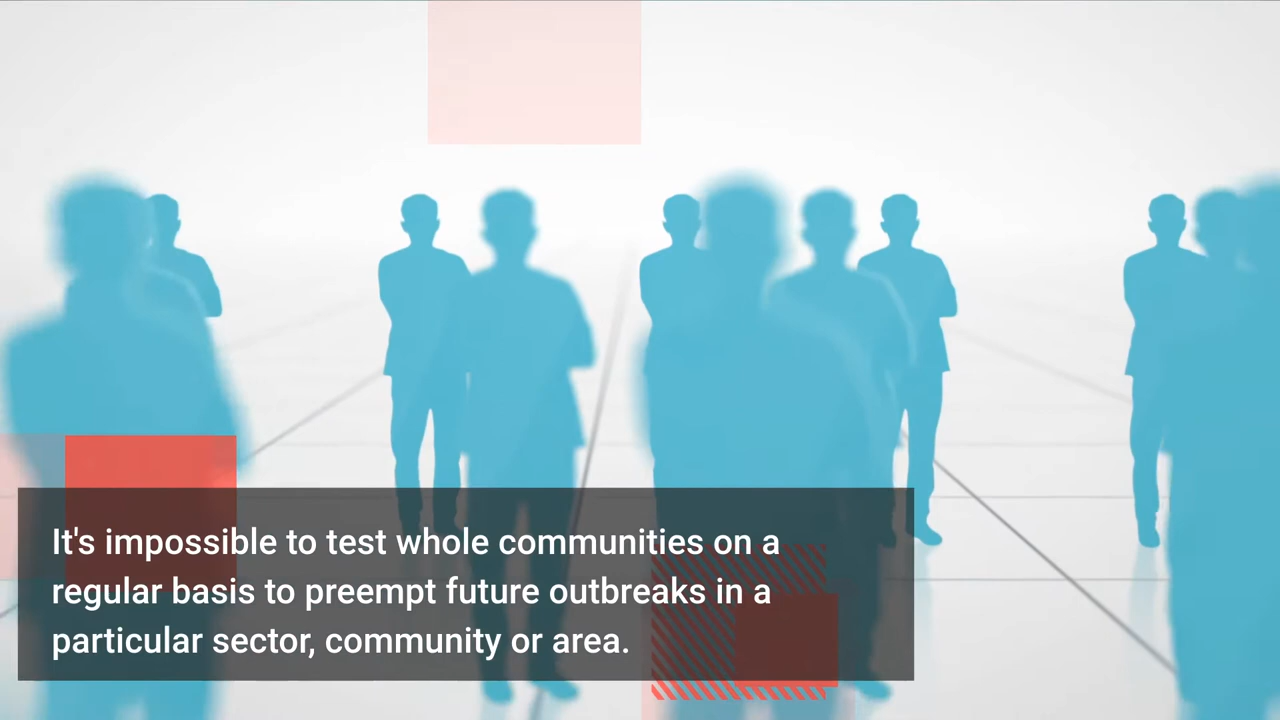 It's impossible to test whole communities on a
regular basis to preempt future outbreaks in a
particular sector, community or area.